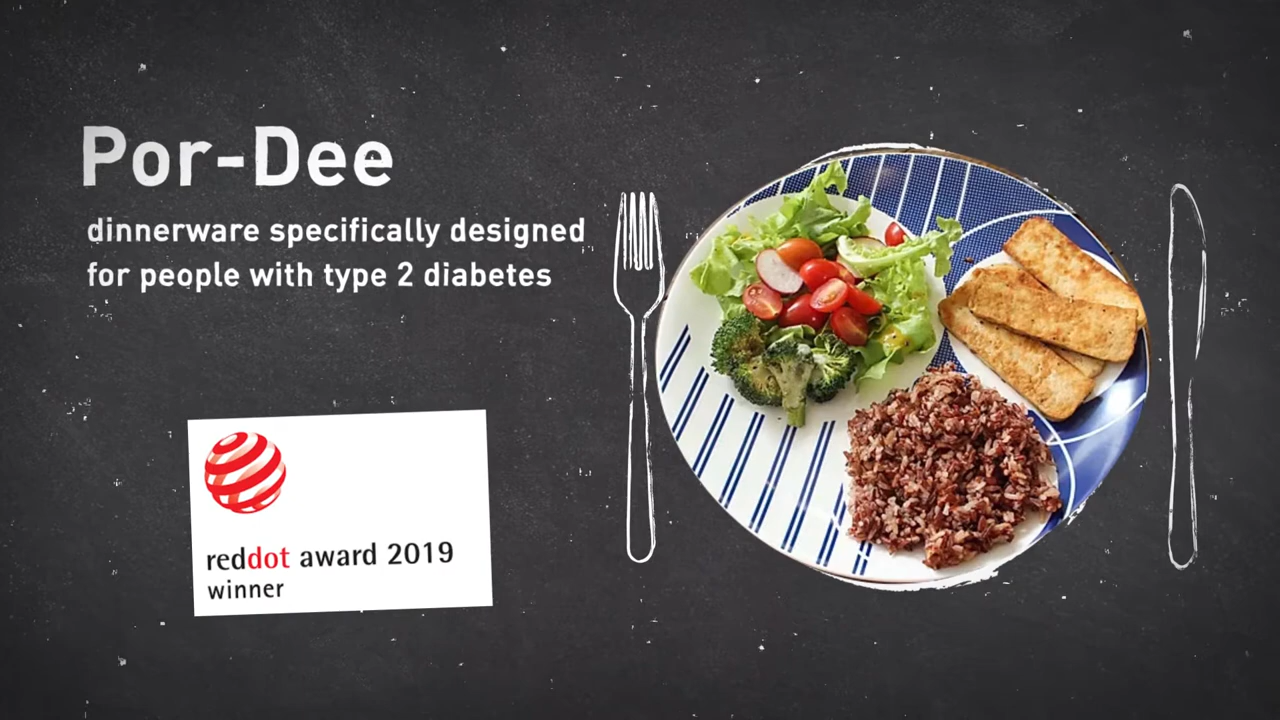 Por-Dee
dinnerware specifically designed
for people with type 2 diabetes
reddot award 2019
winner